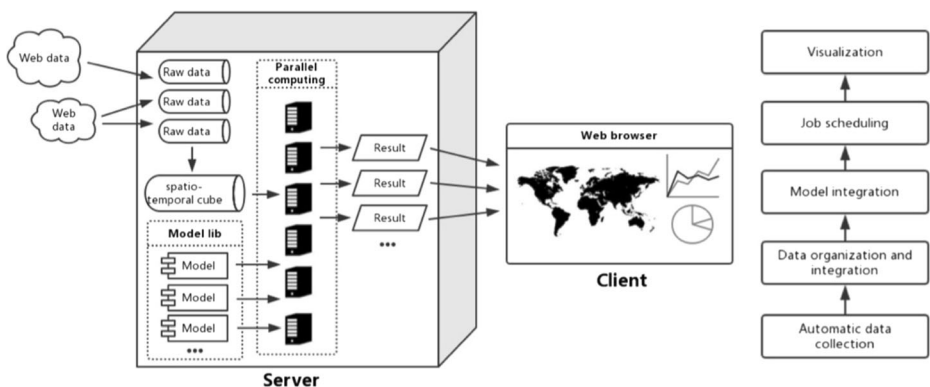 Web data
Web
data
Raw data
Raw data
Raw data
spatio-
temporal cube
Model lib
Model
Model
Model
•••
Parallel
computing
Result
Result
Result
•••
Server
Web browser
Client
Visualization
Job scheduling
Model integration
Data organization and
integration
Automatic data
collection